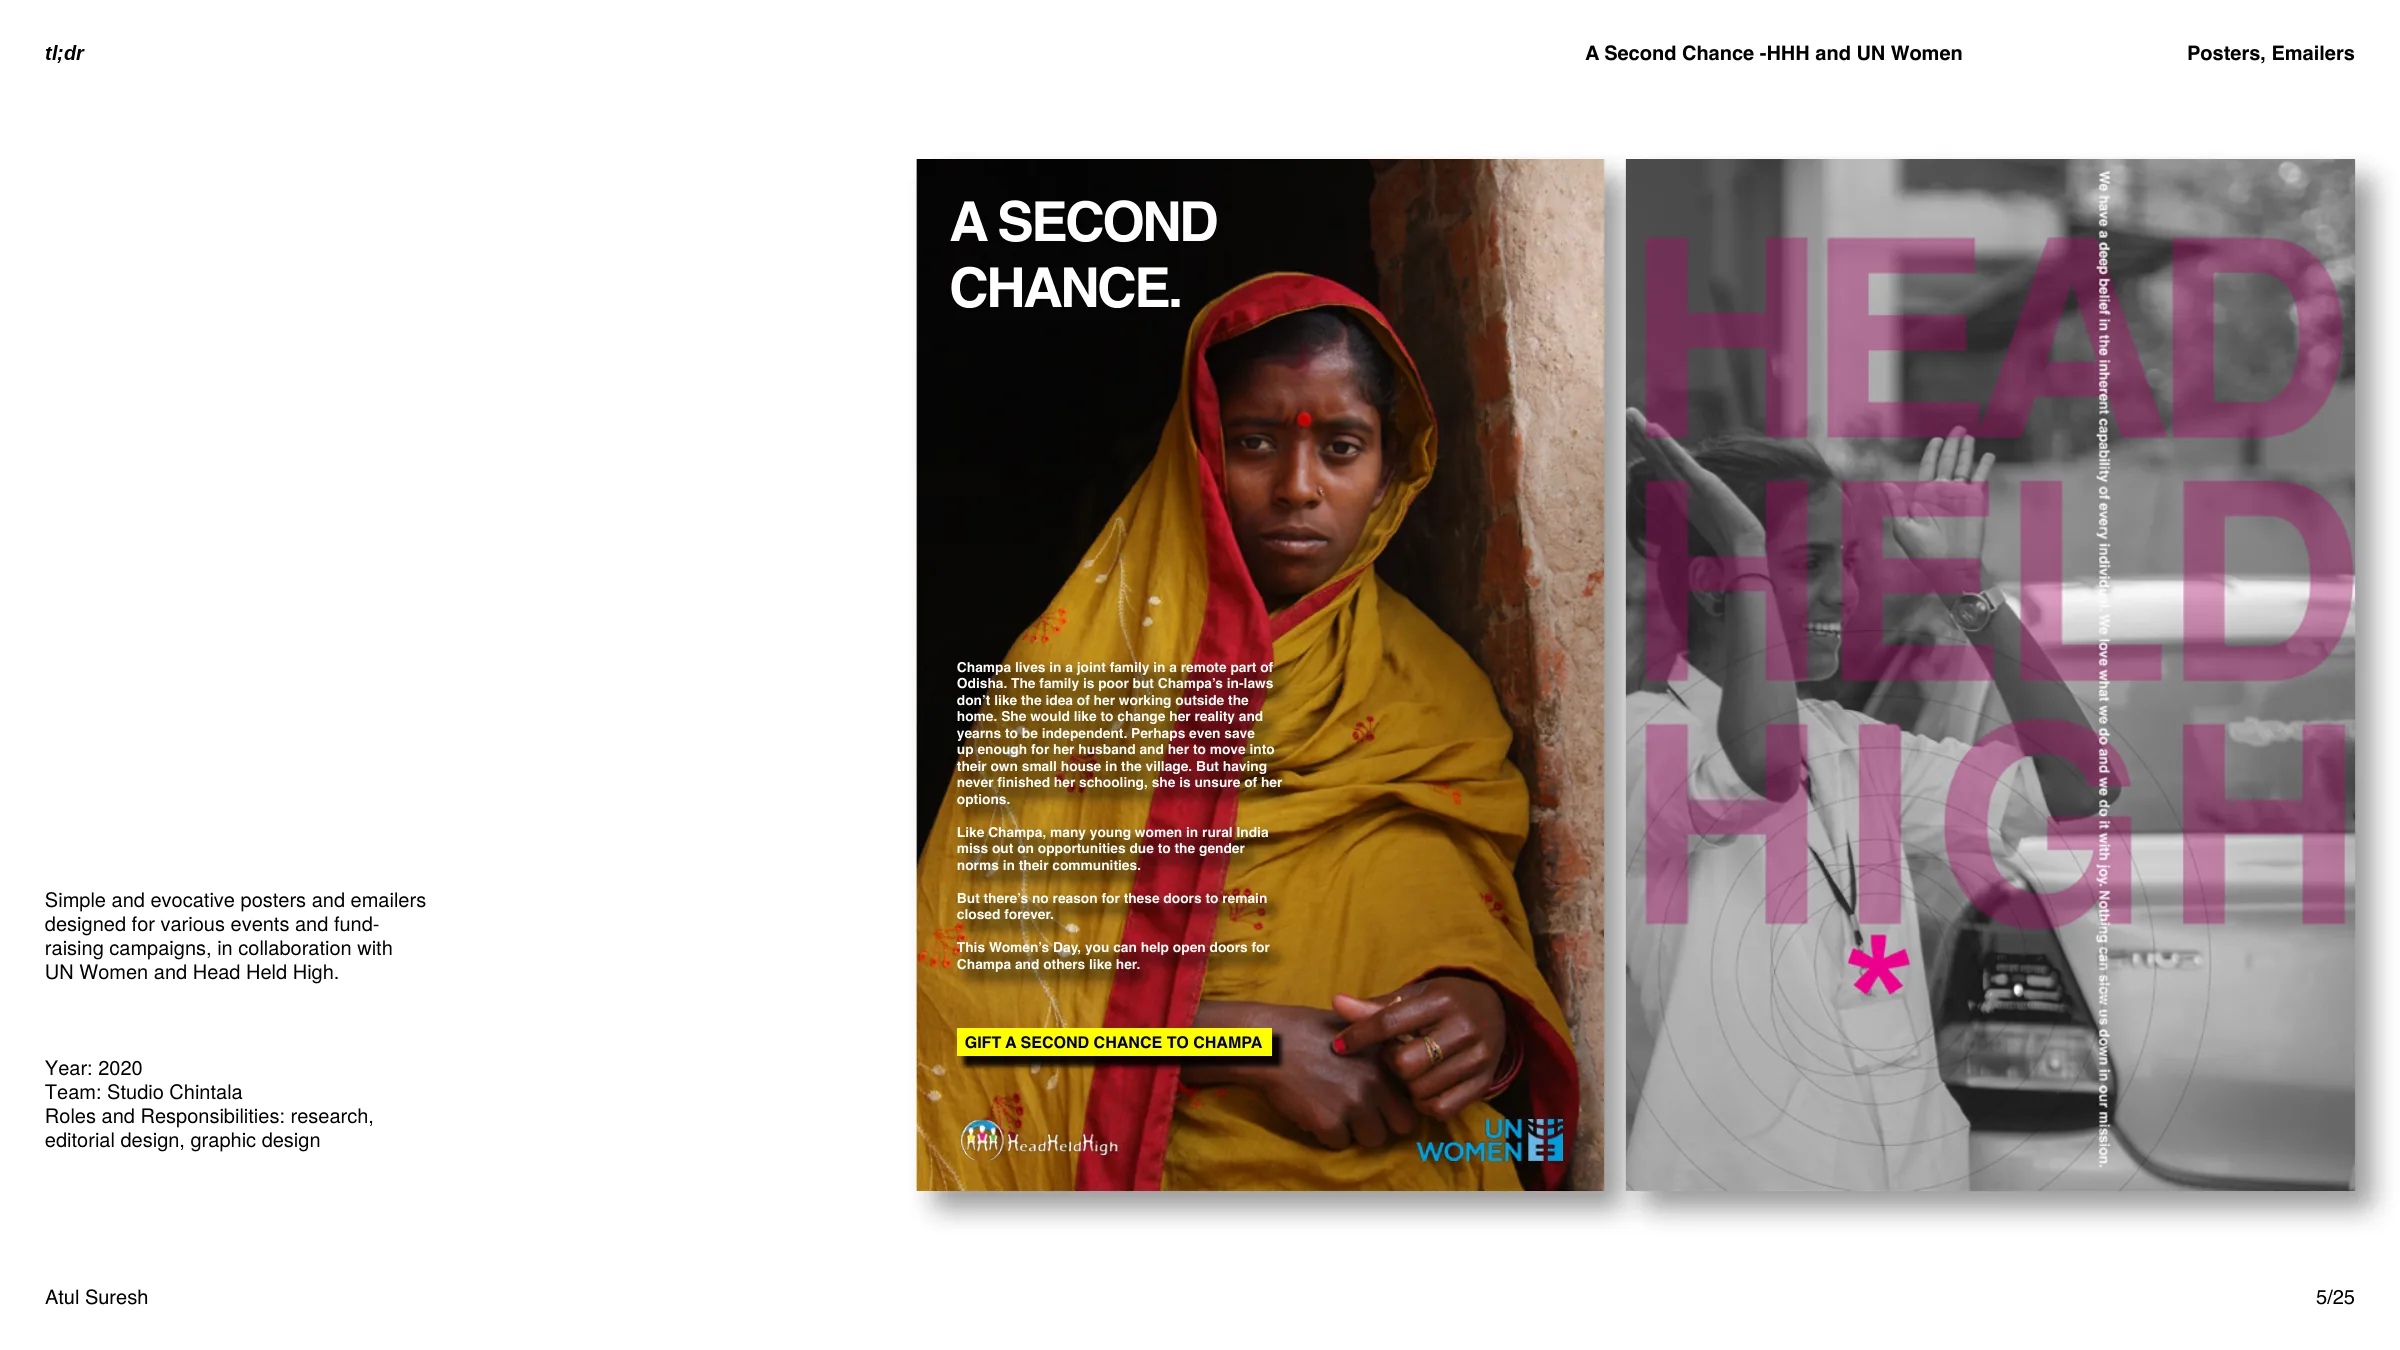 tl;dr
A Second Chance -HHH and UN Women
Posters, Emailers
A SECOND
CHANCE.
Champa lives in a joint family in a remote part of
Odisha. The family is poor but Champa’s in-laws
don’t like the idea of her working outside the
home. She would like to change her reality and
yearns to be independent. Perhaps even save
up enough for her husband and her to move into
their own small house in the village. But having
never finished her schooling, she is unsure of her
options.
Like Champa, many young women in rural India
miss out on opportunities due to the gender
norms in their communities.
But there’s no reason for these doors to remain
closed forever.
This Women’s Day, you can help open doors for
Champa and others like her.
GIFT A SECOND CHANCE TO CHAMPA
HHH HeadHeldHigh
UN
WOMEN
HEAD
HELD
HIGH
*
We have a deep belief in the inherent capability of every individual. We love what we do and we do it with joy. Nothing can slow us down in our mission.
Simple and evocative posters and emailers
designed for various events and fund-
raising campaigns, in collaboration with
UN Women and Head Held High.
Year: 2020
Team: Studio Chintala
Roles and Responsibilities: research,
editorial design, graphic design
Atul Suresh
5/25